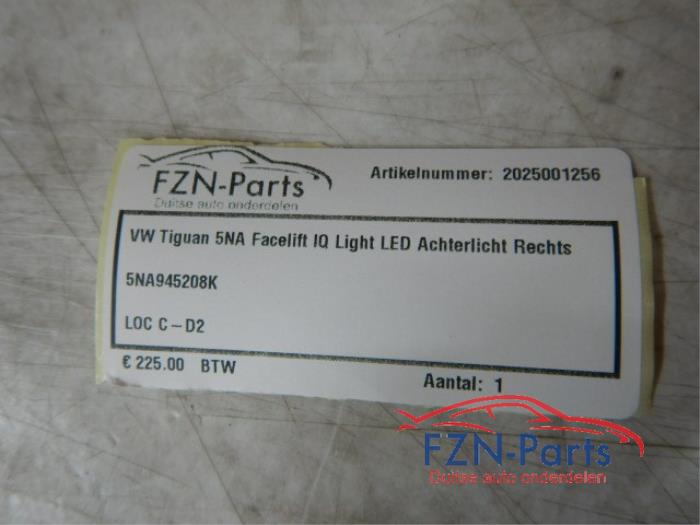 FZN-Parts
Duitse auto onderdelen
Artikelnummer: 2025001256
VW Tiguan 5NA Facelift IQ Light LED Achterlicht Rechts
5NA945208K
LOC C-D2
€ 225.00 BTW
Aantal: 1
FZN-Parts
Duitse auto onderdelen